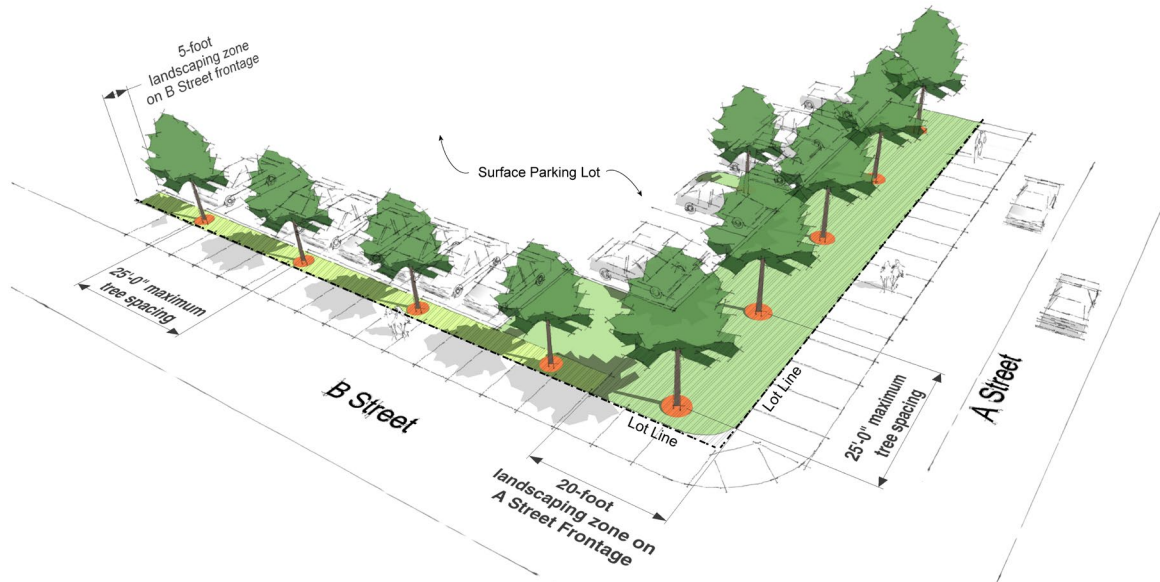 5-foot
landscaping zone
on B Street frontage
Surface Parking Lot
25'-0" maximum
tree spacing
B Street
Lot Line
Lot Line
20-foot
landscaping zone on
A Street Frontage
25'-0" maximum
tree spacing
A Street